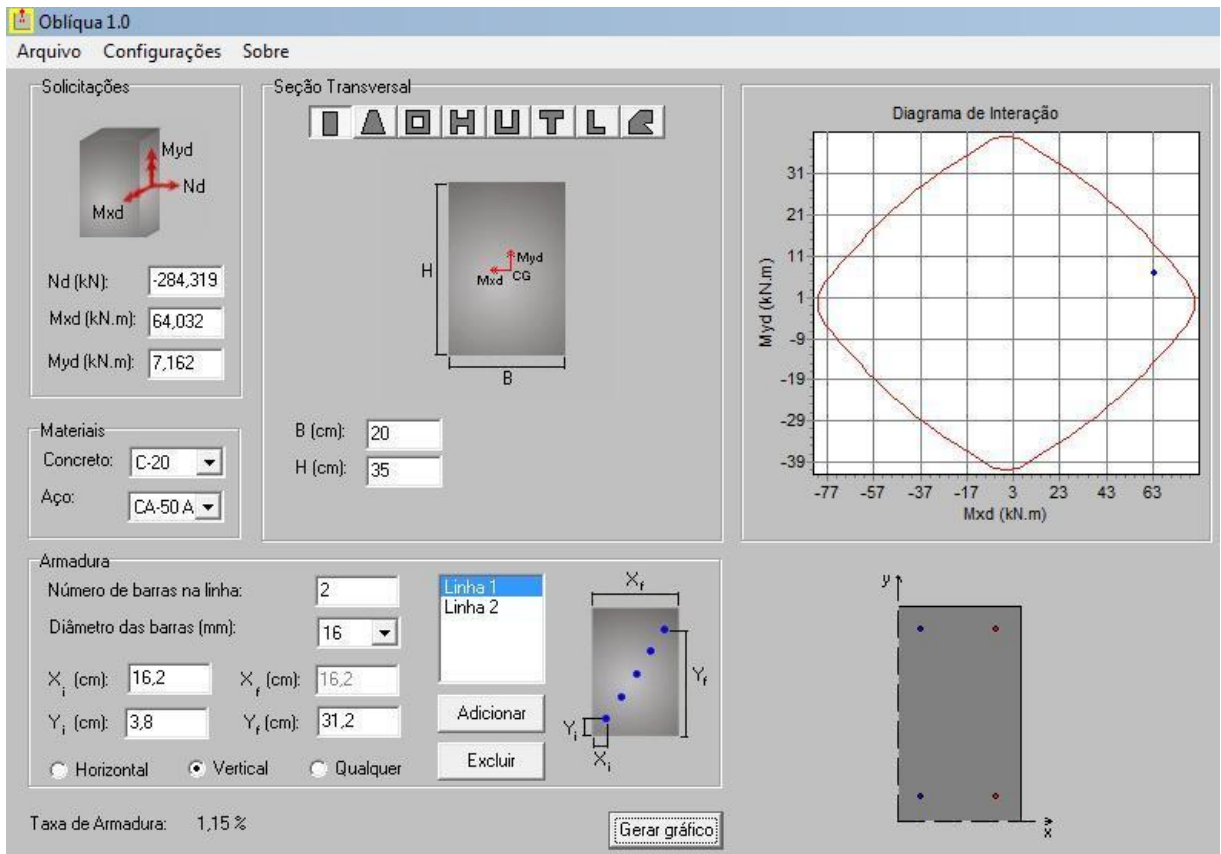 Oblíqua 1.0
Arquivo Configurações Sobre
Solicitações
Myd
Nd
Mxd
Nd (kN): -284,319
Mxd (kN.m): 64,032
Myd (kN.m): 7,162
Materiais
Concreto: C-20
Aço: CA-50 A
Seção Transversal
H
Myd
Mxd CG
B
B (cm): 20
H (cm): 35
Diagrama de Interação
Myd (kN.m)
31
21
11
1
-9
-19
-29
-39
-77 -57 -37 -17 3 23 43 63
Mxd (kN.m)
Armadura
Número de barras na linha: 2
Diâmetro das barras (mm): 16
Xi (cm): 16,2 Xf (cm): 16,2
Yi (cm): 3,8 Yf (cm): 31,2
Horizontal Vertical Qualquer
Linha 1
Linha 2
Adicionar
Excluir
Xf
Yf
Yi
Xi
Taxa de Armadura: 1,15 %
Gerar gráfico
y
x